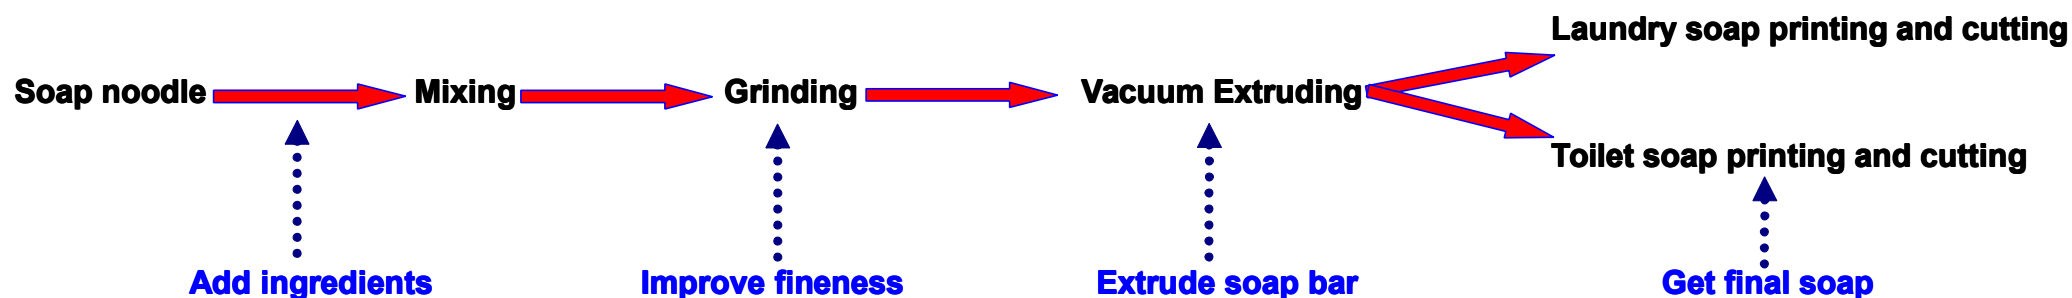 Laundry soap printing and cutting
Soap noodle
Mixing
Grinding
Vacuum Extruding
Toilet soap printing and cutting
Add ingredients
Improve fineness
Extrude soap bar
Get final soap